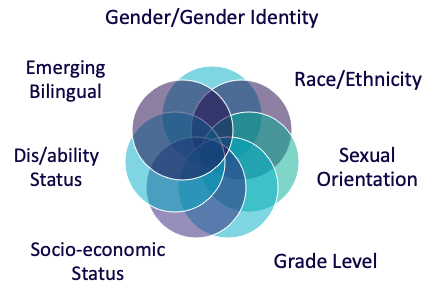 Gender/Gender Identity
Emerging
Bilingual
Race/Ethnicity
Dis/ability
Status
Sexual
Orientation
Socio-economic
Status
Grade Level